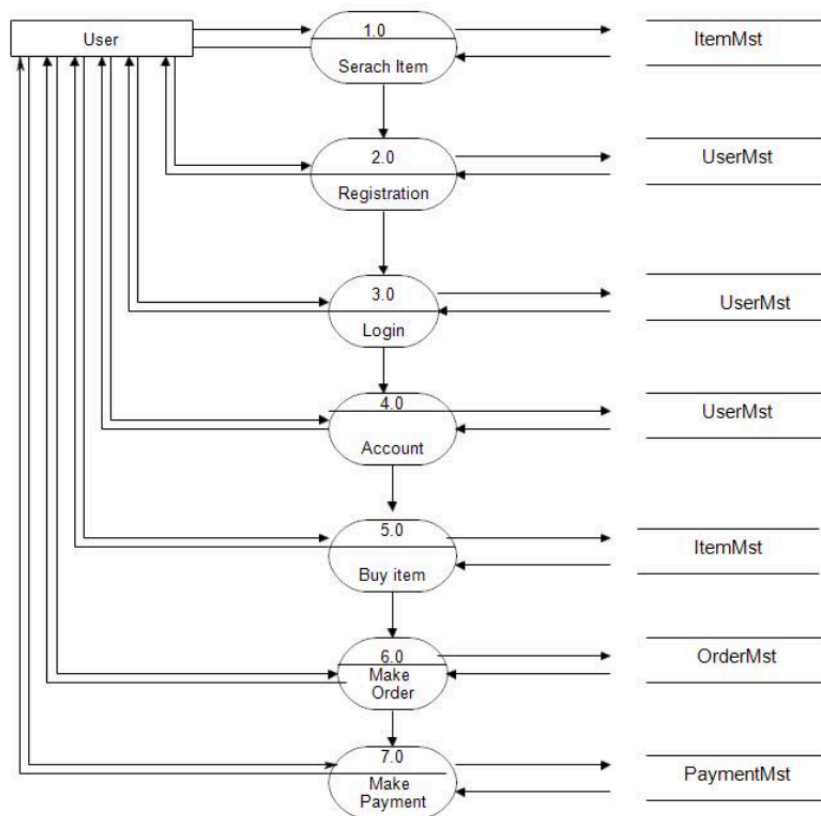 User
1.0
Serach Item
ItemMst
2.0
Registration
UserMst
3.0
Login
UserMst
4.0
Account
UserMst
5.0
Buy item
ItemMst
6.0
Make
Order
OrderMst
7.0
Make
Payment
PaymentMst